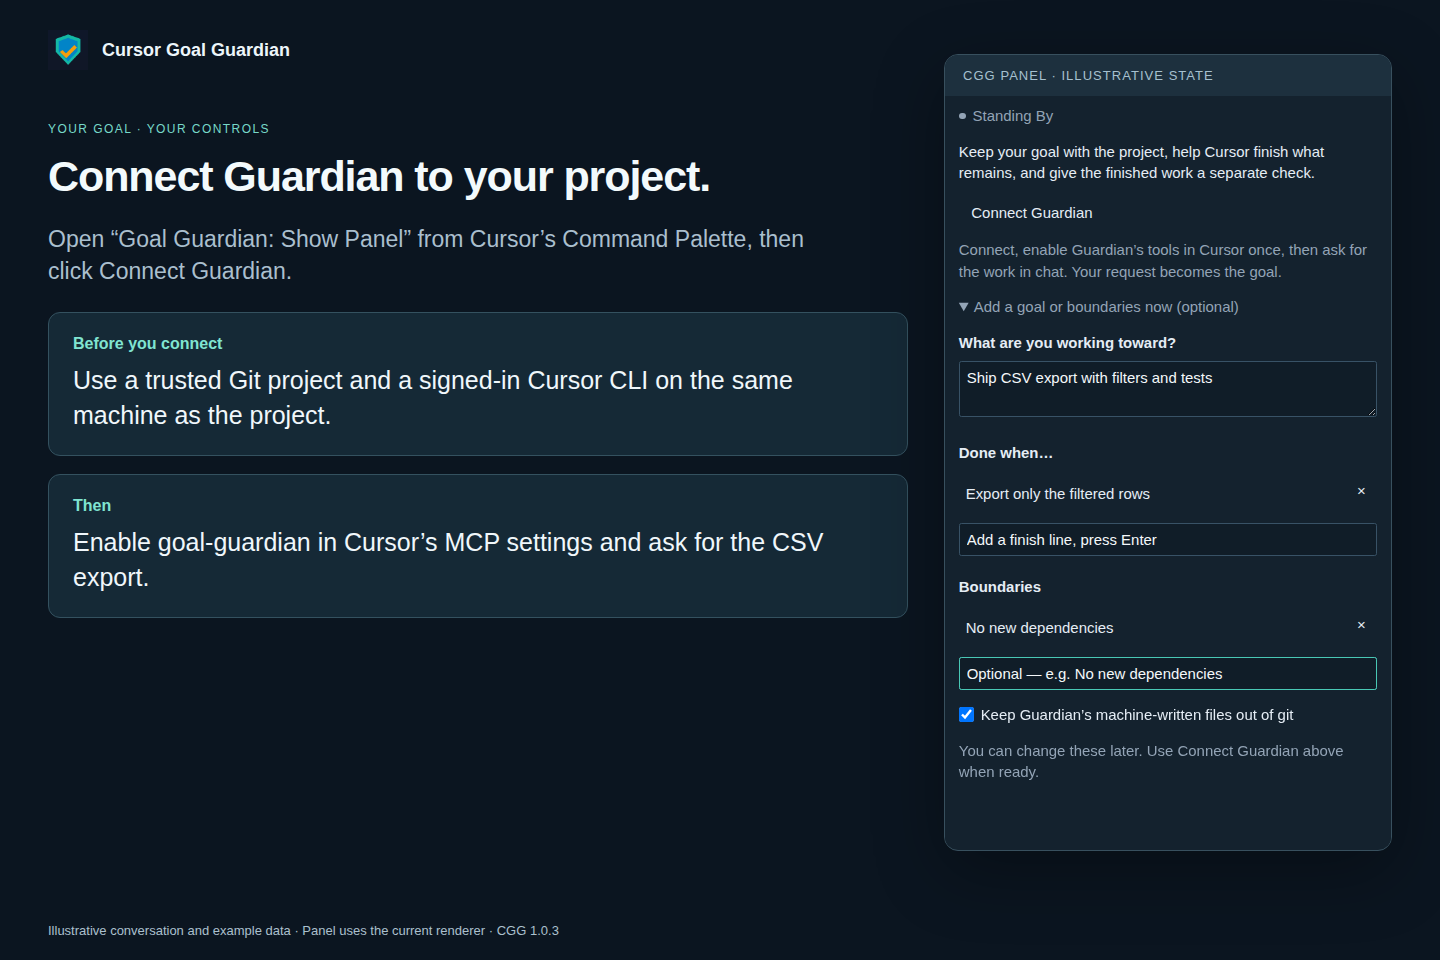 Cursor Goal Guardian
YOUR GOAL · YOUR CONTROLS
Connect Guardian to your project.
Open “Goal Guardian: Show Panel” from Cursor’s Command Palette, then
click Connect Guardian.
Before you connect
Use a trusted Git project and a signed-in Cursor CLI on the same
machine as the project.
Then
Enable goal-guardian in Cursor’s MCP settings and ask for the CSV
export.
CGG PANEL · ILLUSTRATIVE STATE
Standing By
Keep your goal with the project, help Cursor finish what
remains, and give the finished work a separate check.
Connect Guardian
Connect, enable Guardian’s tools in Cursor once, then ask for
the work in chat. Your request becomes the goal.
Add a goal or boundaries now (optional)
What are you working toward?
Ship CSV export with filters and tests
Done when…
Export only the filtered rows ×
Add a finish line, press Enter
Boundaries
No new dependencies ×
Optional — e.g. No new dependencies
Keep Guardian’s machine-written files out of git
You can change these later. Use Connect Guardian above
when ready.
Illustrative conversation and example data · Panel uses the current renderer · CGG 1.0.3